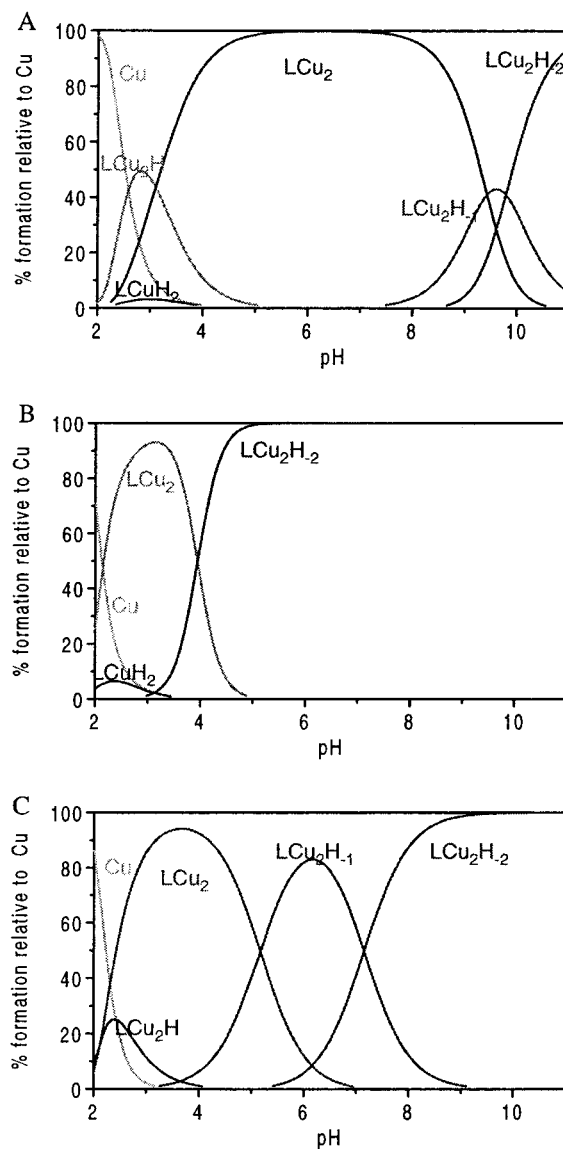 A
% formation relative to Cu
100
80
60
40
20
0
Cu
LCu₂H
LCuH₂
LCu₂
LCu₂H₋₁
LCu₂H₋₂
2 4 6 8 10
pH
B
% formation relative to Cu
100
80
60
40
20
0
LCu₂
Cu
LCuH₂
LCu₂H₋₂
2 4 6 8 10
pH
C
% formation relative to Cu
100
80
60
40
20
0
Cu
LCu₂H
LCu₂
LCu₂H₋₁
LCu₂H₋₂
2 4 6 8 10
pH